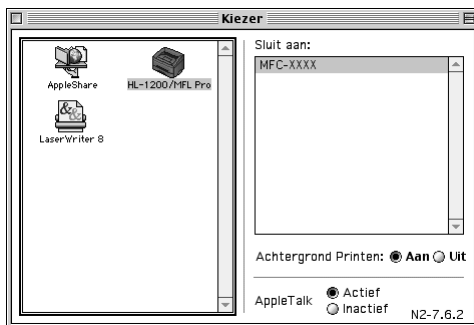 Kiezer
AppleShare
HL-1200/MFL Pro
LaserWriter 8
Sluit aan:
MFC-XXXX
Achtergrond Printen: Aan Uit
AppleTalk
Actief
Inactief
N2-7.6.2